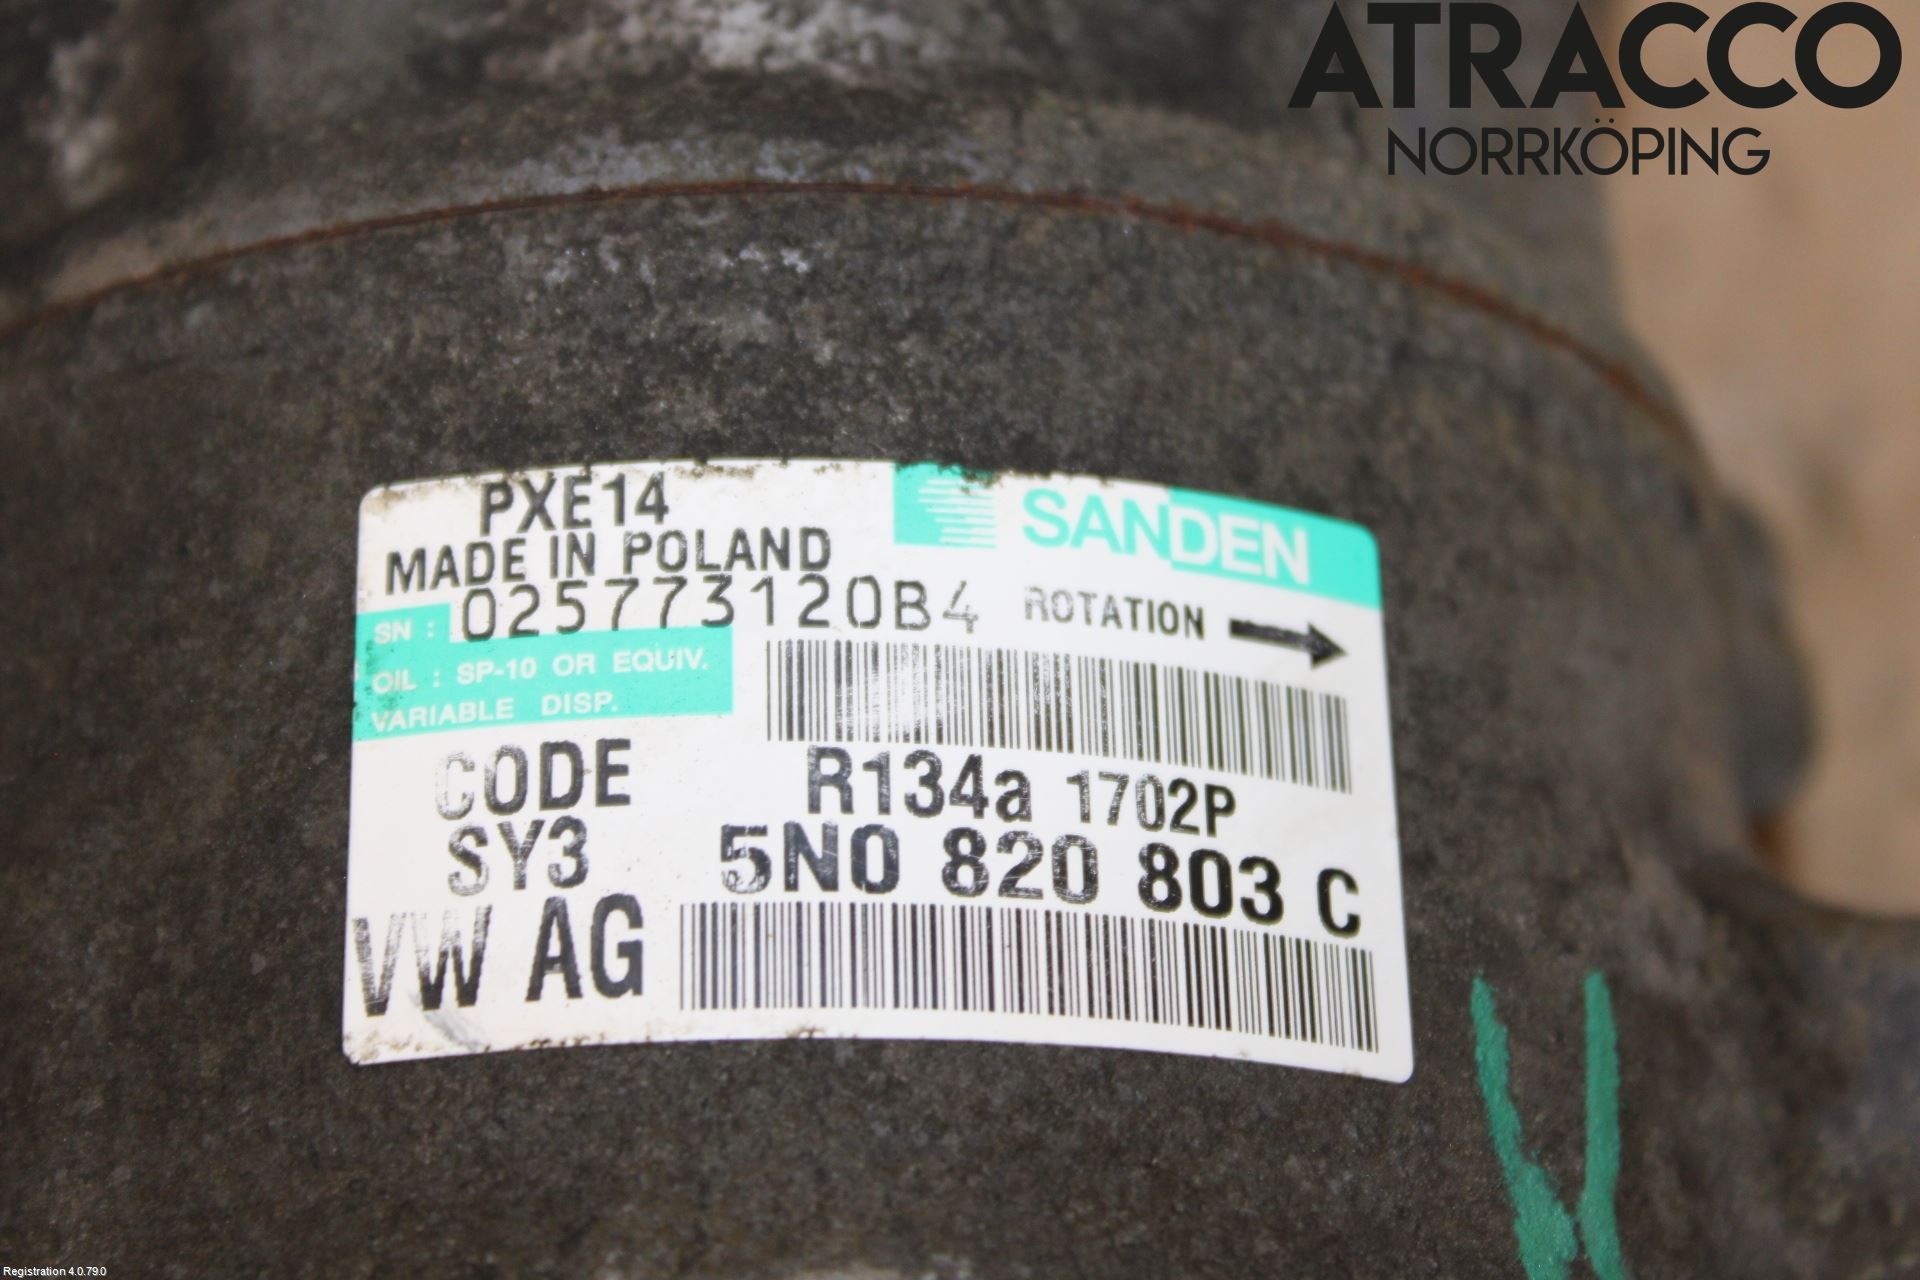 ATRACCO
NORRKÖPING
PXE14
SANDEN
MADE IN POLAND
SN : 025773120B4
ROTATION
OIL : SP-10 OR EQUIV.
VARIABLE DISP.
CODE
R134a 1702P
SY3
5N0 820 803 C
VW AG
Registration 4.0.79.0